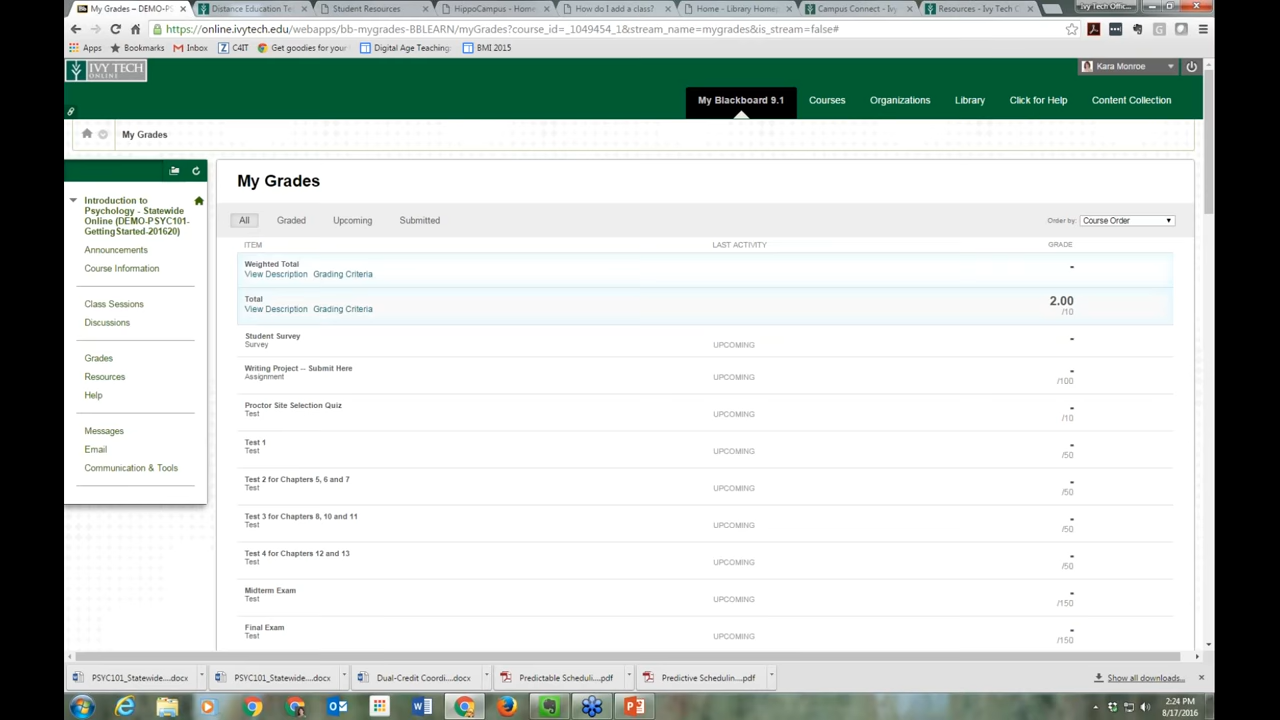 My Grades – DEMO-PS
Distance Education Te
Student Resources
HippoCampus - Home
How do I add a class?
Home - Library Home
Campus Connect - Iv
Resources - Ivy Tech C
Ivy Tech Offic...
https://online.ivytech.edu/webapps/bb-mygrades-BBLEARN/myGrades?course_id=_1049454_1&stream_name=mygrades&is_stream=false#
Apps
Bookmarks
Inbox
C4IT
Get goodies for your
Digital Age Teaching
BMI 2015
IVY TECH
ONLINE
Kara Monroe
My Blackboard 9.1
Courses
Organizations
Library
Click for Help
Content Collection
My Grades
Introduction to
Psychology - Statewide
Online (DEMO-PSYC101-
GettingStarted-201620)
Announcements
Course Information
Class Sessions
Discussions
Grades
Resources
Help
Messages
Email
Communication & Tools
My Grades
All Graded Upcoming Submitted
Order by: Course Order
ITEM LAST ACTIVITY GRADE
Weighted Total
View Description Grading Criteria
-
Total
View Description Grading Criteria
2.00
/10
Student Survey
Survey
UPCOMING
-
Writing Project -- Submit Here
Assignment
UPCOMING
-
/100
Proctor Site Selection Quiz
Test
UPCOMING
-
/10
Test 1
Test
UPCOMING
-
/50
Test 2 for Chapters 5, 6 and 7
Test
UPCOMING
-
/50
Test 3 for Chapters 8, 10 and 11
Test
UPCOMING
-
/50
Test 4 for Chapters 12 and 13
Test
UPCOMING
-
/50
Midterm Exam
Test
UPCOMING
-
/150
Final Exam
Test
UPCOMING
-
/150
PSYC101_Statewide....docx
PSYC101_Statewide....docx
Dual-Credit Coordi....docx
Predictable Scheduli....pdf
Predictive Schedulin....pdf
Show all downloads...
2:24 PM
8/17/2016